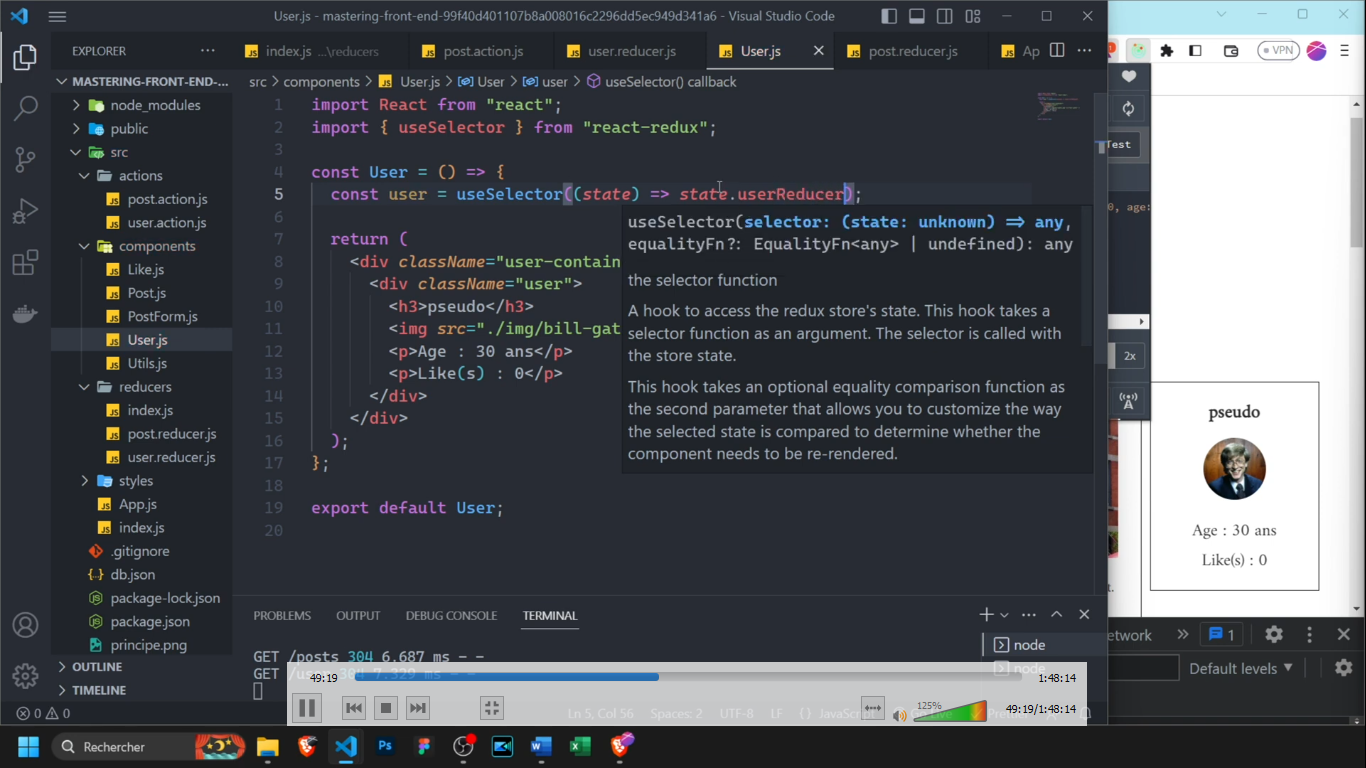 User.js - mastering-front-end-99f40d401107b8a008016c2296dd5ec949d341a6 - Visual Studio Code
EXPLORER
MASTERING-FRONT-END-...
node_modules
public
src
actions
post.action.js
user.action.js
components
Like.js
Post.js
PostForm.js
User.js
Utils.js
reducers
index.js
post.reducer.js
user.reducer.js
styles
App.js
index.js
.gitignore
db.json
package-lock.json
package.json
principe.png
OUTLINE
TIMELINE
index.js ...\reducers
post.action.js
user.reducer.js
User.js
post.reducer.js
Ap
src > components > User.js > User > user > useSelector() callback
1 import React from "react";
2 import { useSelector } from "react-redux";
3
4 const User = () => {
5 const user = useSelector((state) => state.userReducer);
6
7 return (
8 <div className="user-contain
9 <div className="user">
10 <h3>pseudo</h3>
11 <img src="./img/bill-gat
12 <p>Age : 30 ans</p>
13 <p>Like(s) : 0</p>
14 </div>
15 </div>
16 );
17 };
18
19 export default User;
20
useSelector(selector: (state: unknown) => any,
equalityFn?: EqualityFn<any> | undefined): any
the selector function
A hook to access the redux store's state. This hook takes a
selector function as an argument. The selector is called with
the store state.
This hook takes an optional equality comparison function as
the second parameter that allows you to customize the way
the selected state is compared to determine whether the
component needs to be re-rendered.
PROBLEMS
OUTPUT
DEBUG CONSOLE
TERMINAL
GET /posts 304 6.687 ms - -
GET /user 304 7.329 ms - -
node
node
0 0
Ln 5, Col 56 Spaces: 2 UTF-8 LF {} JavaScript
49:19
1:48:14
125%
49:19/1:48:14
VPN
Test
0, age:
2x
pseudo
Age : 30 ans
Like(s) : 0
t.
etwork
1
Default levels
Rechercher
Ps